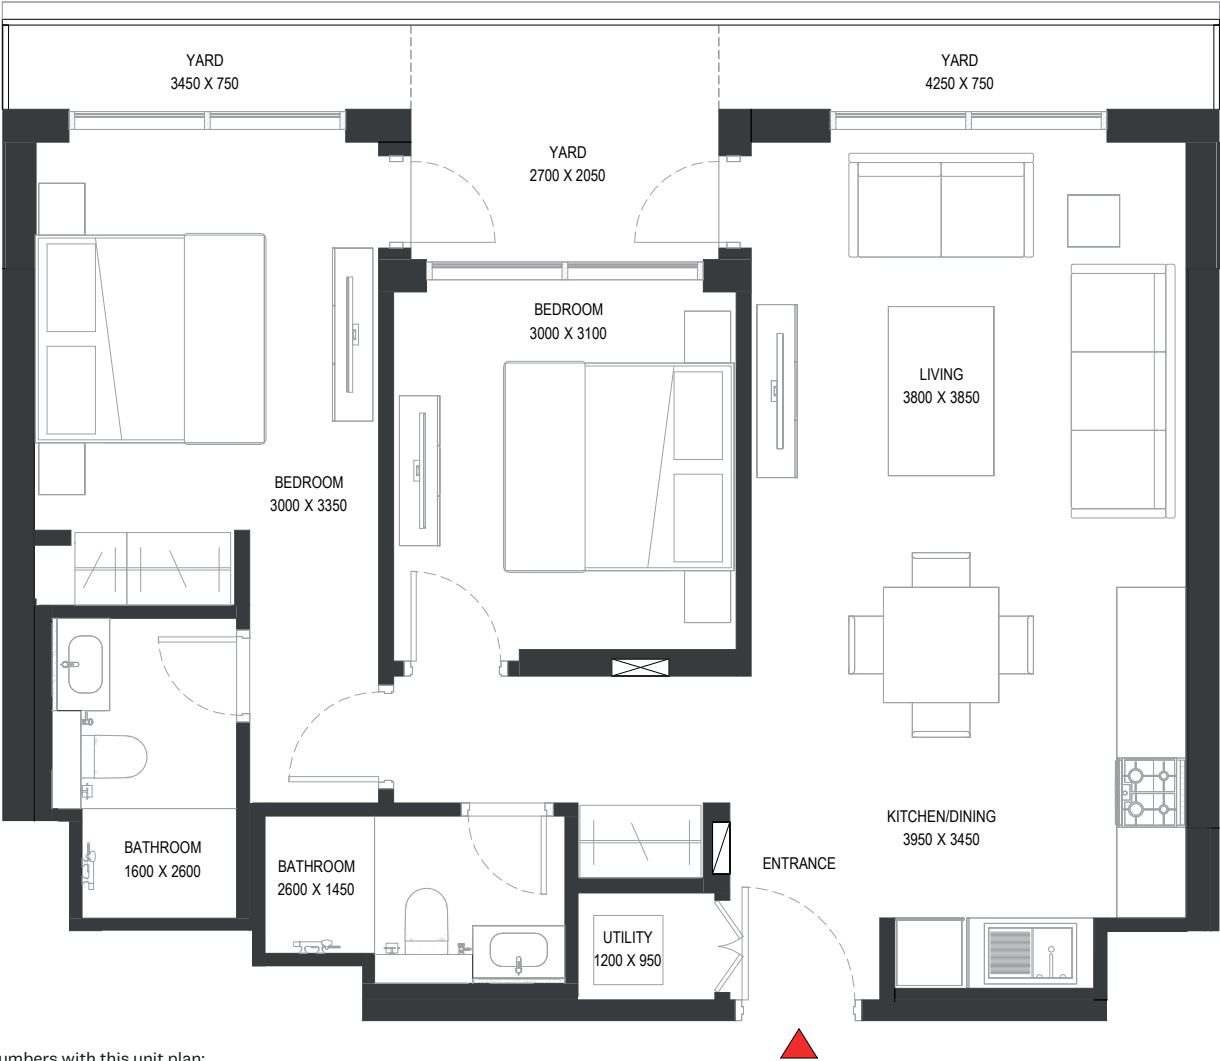 YARD
3450 X 750
YARD
4250 X 750
YARD
2700 X 2050
BEDROOM
3000 X 3100
LIVING
3800 X 3850
BEDROOM
3000 X 3350
KITCHEN/DINING
3950 X 3450
BATHROOM
1600 X 2600
BATHROOM
2600 X 1450
ENTRANCE
UTILITY
1200 X 950
with this unit plan: